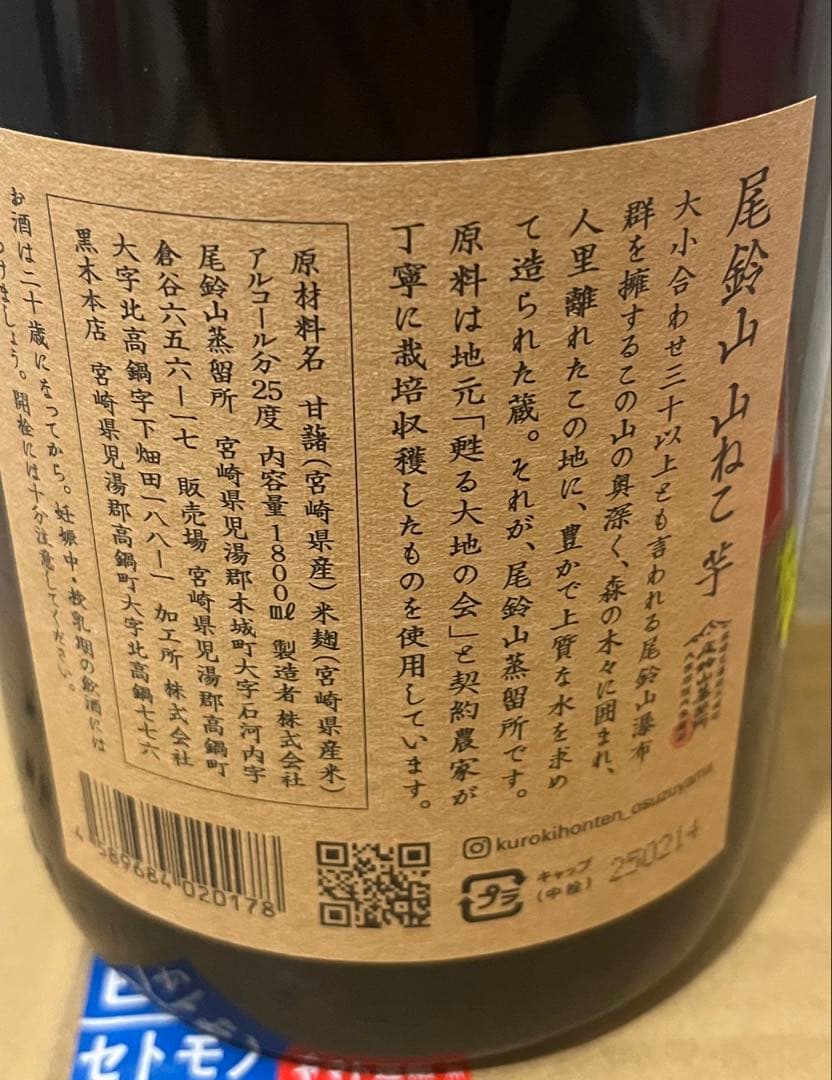 尾鈴山 山ねこ 芋
大小合わせ三十以上とも言われる尾鈴山瀑布
群を擁するこの山の奥深く、森の木々に囲まれ、
人里離れたこの地に、豊かで上質な水を求め
て造られた蔵。それが、尾鈴山蒸留所です。
原料は地元「甦る大地の会」と契約農家が
丁寧に栽培収穫したものを使用しています。
原材料名 甘藷(宮崎県産)米麹(宮崎県産米)
アルコール分25度 内容量1800㎖ 製造者 株式会社
尾鈴山蒸留所 宮崎県児湯郡木城町大字石河内字
倉谷六五六ー一七 販売場 宮崎県児湯郡高鍋町
大字北高鍋字下畑田一八八ー一 加工所 株式会社
黒木本店 宮崎県児湯郡高鍋町大字北高鍋七七六
お酒は二十歳になってから。妊娠中・授乳期の飲酒には
つけましょう。開栓には十分注意してください。
kurokihonten_osuzuyama
プラ
キャップ
(中栓)
250214
4 589684 020178
セトモノ